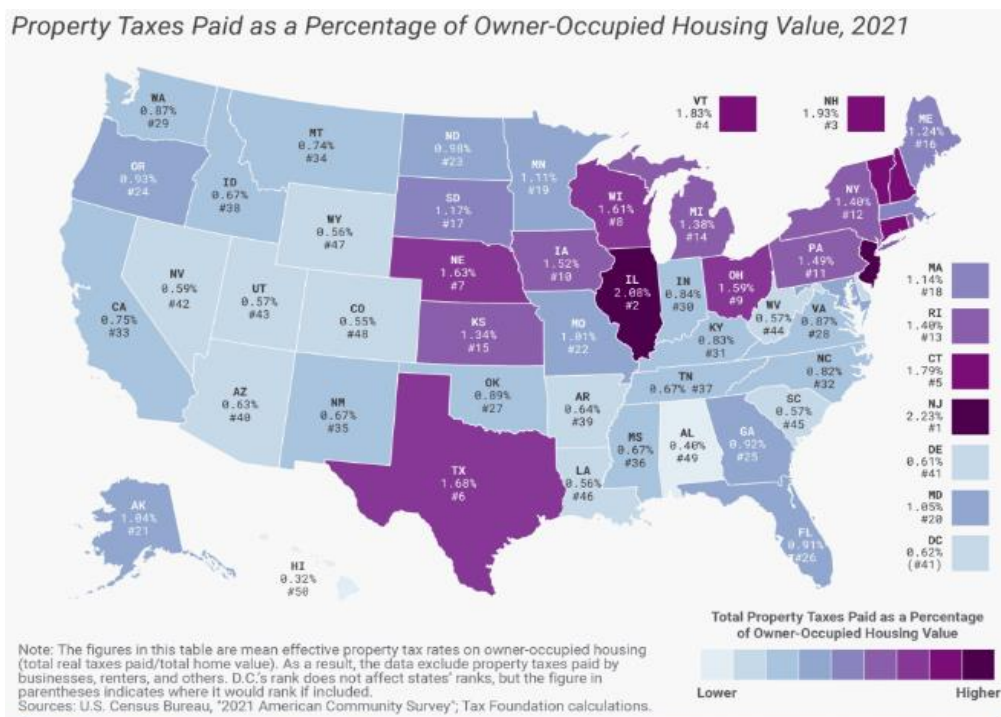 Property Taxes Paid as a Percentage of Owner-Occupied Housing Value, 2021
WA
0.87%
#29
MT
0.74%
#34
ND
0.98%
#23
MN
1.11%
#19
VT
1.83%
#4
NH
1.93%
#3
ME
1.24%
#16
OR
0.93%
#24
ID
0.67%
#38
WY
0.56%
#47
SD
1.17%
#17
WI
1.61%
#8
MI
1.38%
#14
NY
1.40%
#12
NV
0.59%
#42
UT
0.57%
#43
CO
0.55%
#48
NE
1.63%
#7
IA
1.52%
#10
IL
2.08%
#2
IN
0.84%
#30
OH
1.59%
#9
PA
1.49%
#11
CA
0.75%
#33
KS
1.34%
#15
MO
1.01%
#22
KY
0.83%
#31
WV
0.57%
#44
VA
0.87%
#28
AZ
0.63%
#40
NM
0.67%
#35
OK
0.89%
#27
AR
0.64%
#39
TN
0.67% #37
NC
0.82%
#32
SC
0.57%
#45
TX
1.68%
#6
LA
0.56%
#46
MS
0.67%
#36
AL
0.40%
#49
GA
0.92%
#25
FL
0.91%
#26
AK
1.04%
#21
HI
0.32%
#50
MA
1.14%
#18
RI
1.40%
#13
CT
1.79%
#5
NJ
2.23%
#1
DE
0.61%
#41
MD
1.05%
#20
DC
0.62%
(#41)
Total Property Taxes Paid as a Percentage
of Owner-Occupied Housing Value
Lower
Higher
Note: The figures in this table are mean effective property tax rates on owner-occupied housing
(total real taxes paid/total home value). As a result, the data exclude property taxes paid by
businesses, renters, and others. D.C.'s rank does not affect states' ranks, but the figure in
parentheses indicates where it would rank if included.
Sources: U.S. Census Bureau, "2021 American Community Survey"; Tax Foundation calculations.